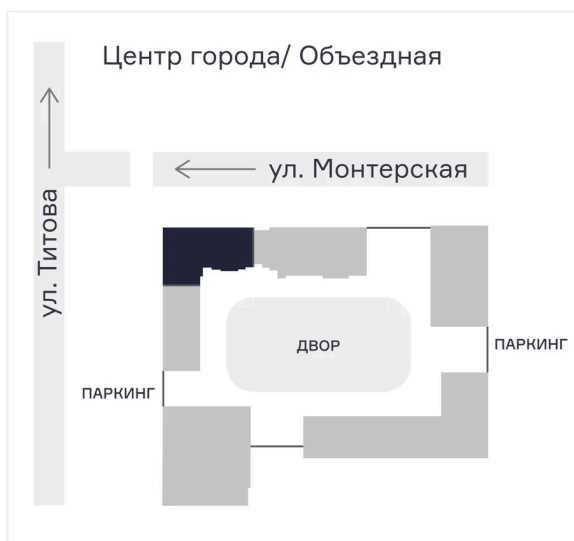 Центр города/ Объездная
ул. Монтерская
ул. Титова
ДВОР
ПАРКИНГ
ПАРКИНГ